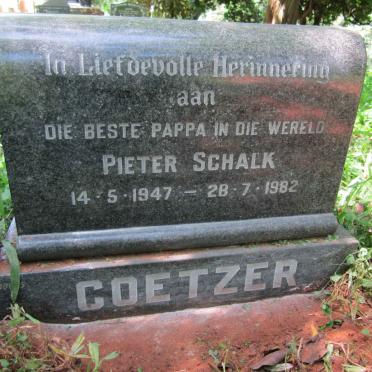 In Liefdevolle Herinnering
aan
DIE BESTE PAPPA IN DIE WERELD
PIETER SCHALK
14-5-1947 — 28-7-1982
COETZER